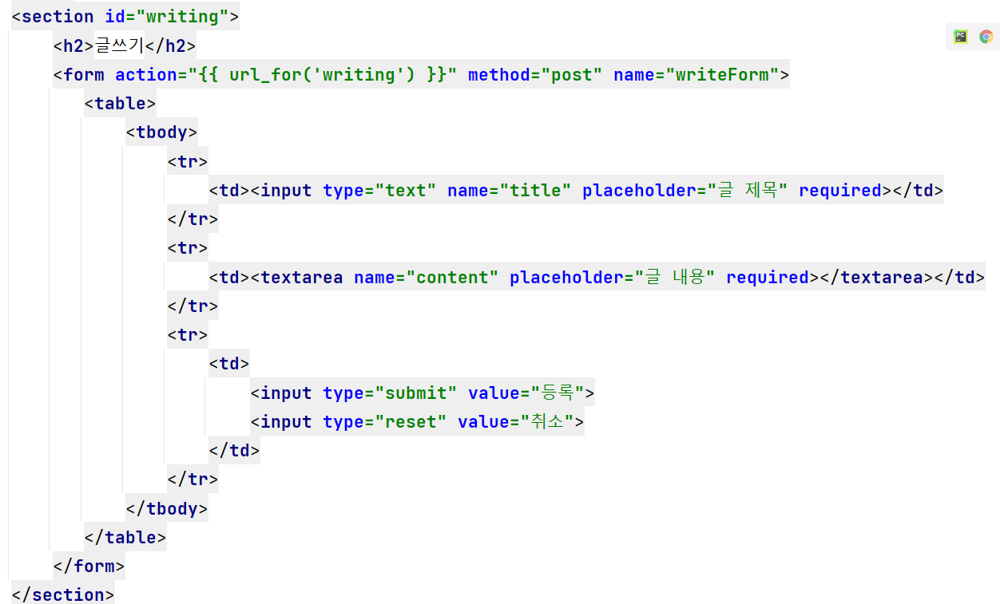 <section id="writing">
<h2>글쓰기</h2>
<form action="{{ url_for('writing') }}" method="post" name="writeForm">
<table>
<tbody>
<tr>
<td><input type="text" name="title" placeholder="글 제목" required></td>
</tr>
<tr>
<td><textarea name="content" placeholder="글 내용" required></textarea></td>
</tr>
<tr>
<td>
<input type="submit" value="등록">
<input type="reset" value="취소">
</td>
</tr>
</tbody>
</table>
</form>
</section>
PC